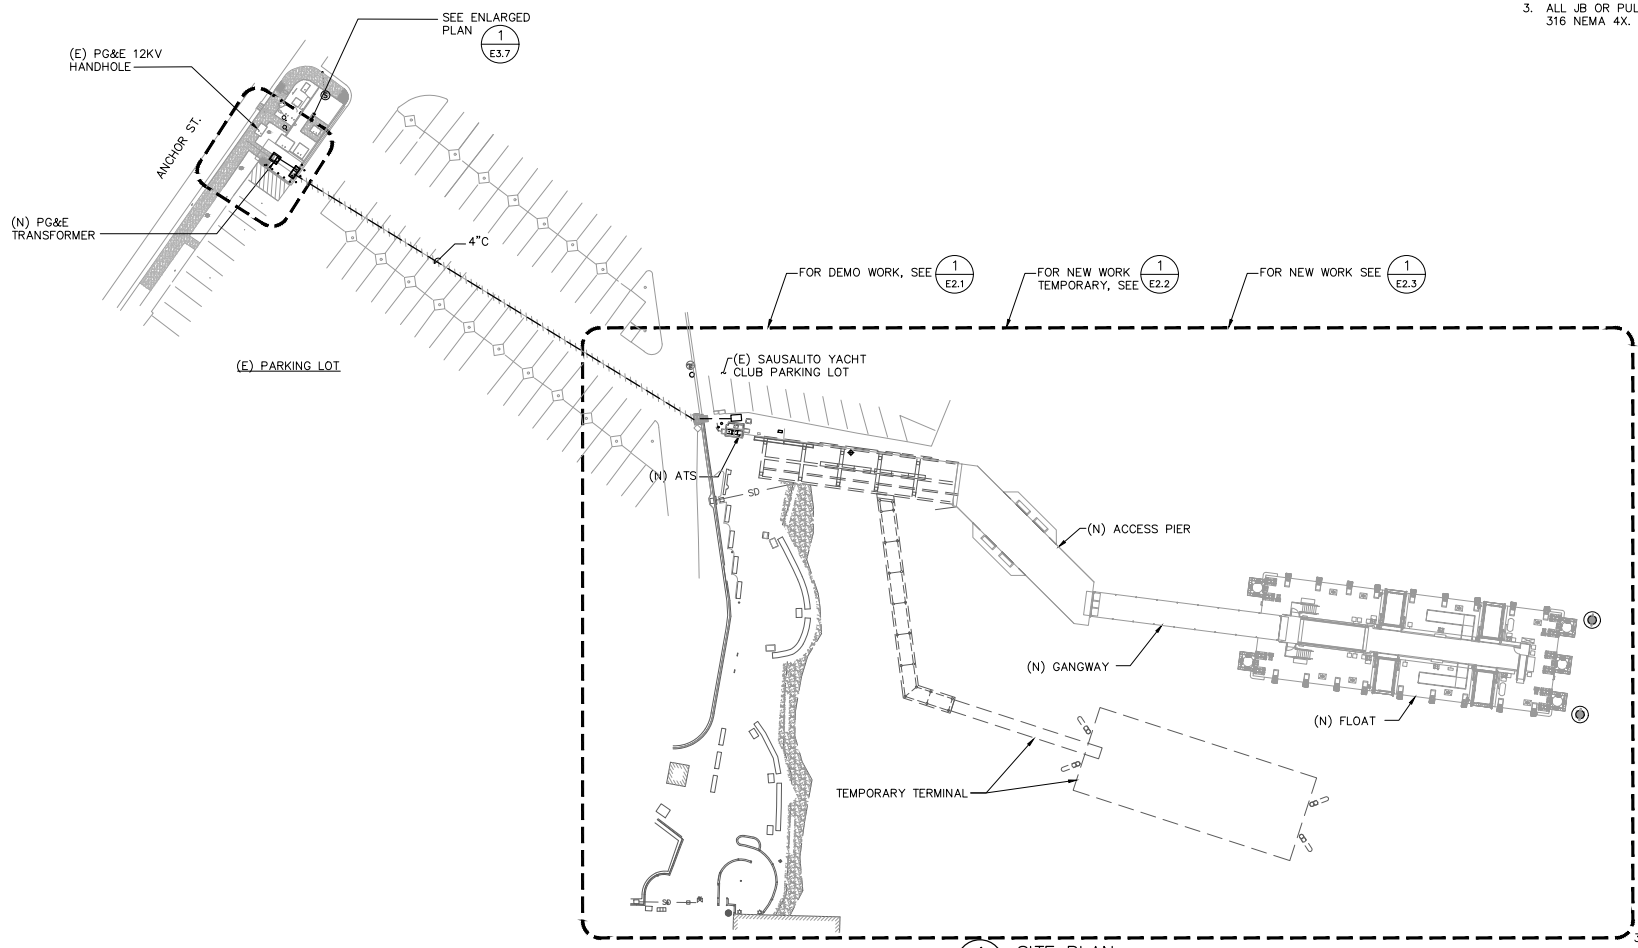 3. ALL JB OR PUL
316 NEMA 4X.
SEE ENLARGED
PLAN
1
E3.7
(E) PG&E 12KV
HANDHOLE
ANCHOR ST.
(N) PG&E
TRANSFORMER
4"C
FOR DEMO WORK, SEE
1
E2.1
FOR NEW WORK
TEMPORARY, SEE
1
E2.2
FOR NEW WORK SEE
1
E2.3
(E) PARKING LOT
(E) SAUSALITO YACHT
CLUB PARKING LOT
(N) ATS
SD
(N) ACCESS PIER
(N) GANGWAY
(N) FLOAT
TEMPORARY TERMINAL
SD
1
SITE PLAN